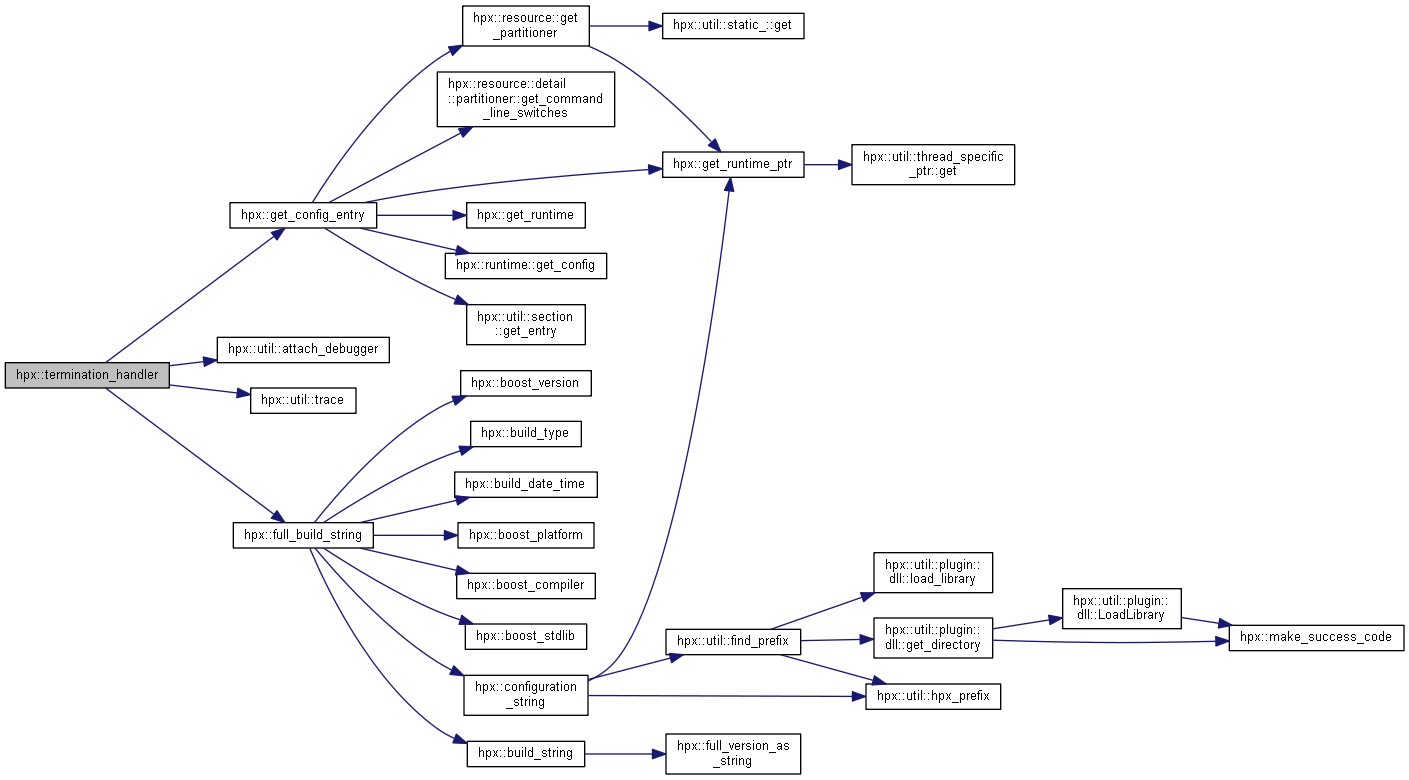 hpx::resource::get
_partitioner
hpx::util::static_::get
hpx::resource::detail
::partitioner::get_command
_line_switches
hpx::get_runtime_ptr
hpx::util::thread_specific
_ptr::get
hpx::get_config_entry
hpx::get_runtime
hpx::runtime::get_config
hpx::util::section
::get_entry
hpx::util::attach_debugger
hpx::termination_handler
hpx::util::trace
hpx::boost_version
hpx::build_type
hpx::build_date_time
hpx::full_build_string
hpx::boost_platform
hpx::boost_compiler
hpx::boost_stdlib
hpx::configuration
_string
hpx::build_string
hpx::full_version_as
_string
hpx::util::find_prefix
hpx::util::plugin::
dll::load_library
hpx::util::plugin::
dll::get_directory
hpx::util::hpx_prefix
hpx::util::plugin::
dll::LoadLibrary
hpx::make_success_code